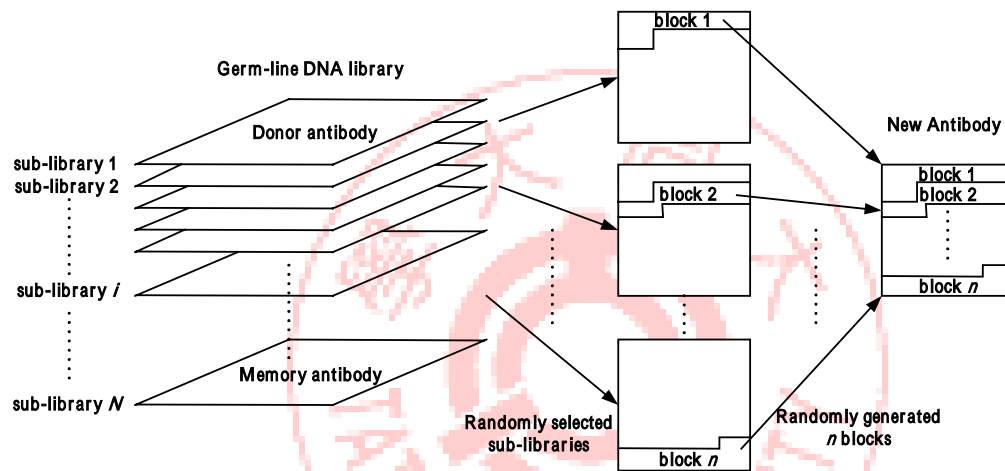 block 1
Germ-line DNA library
Donor antibody
New Antibody
sub-library 1
sub-library 2
block 1
block 2
block 2
sub-library i
block n
Memory antibody
sub-library N
Randomly selected
sub-libraries
Randomly generated
n blocks
block n